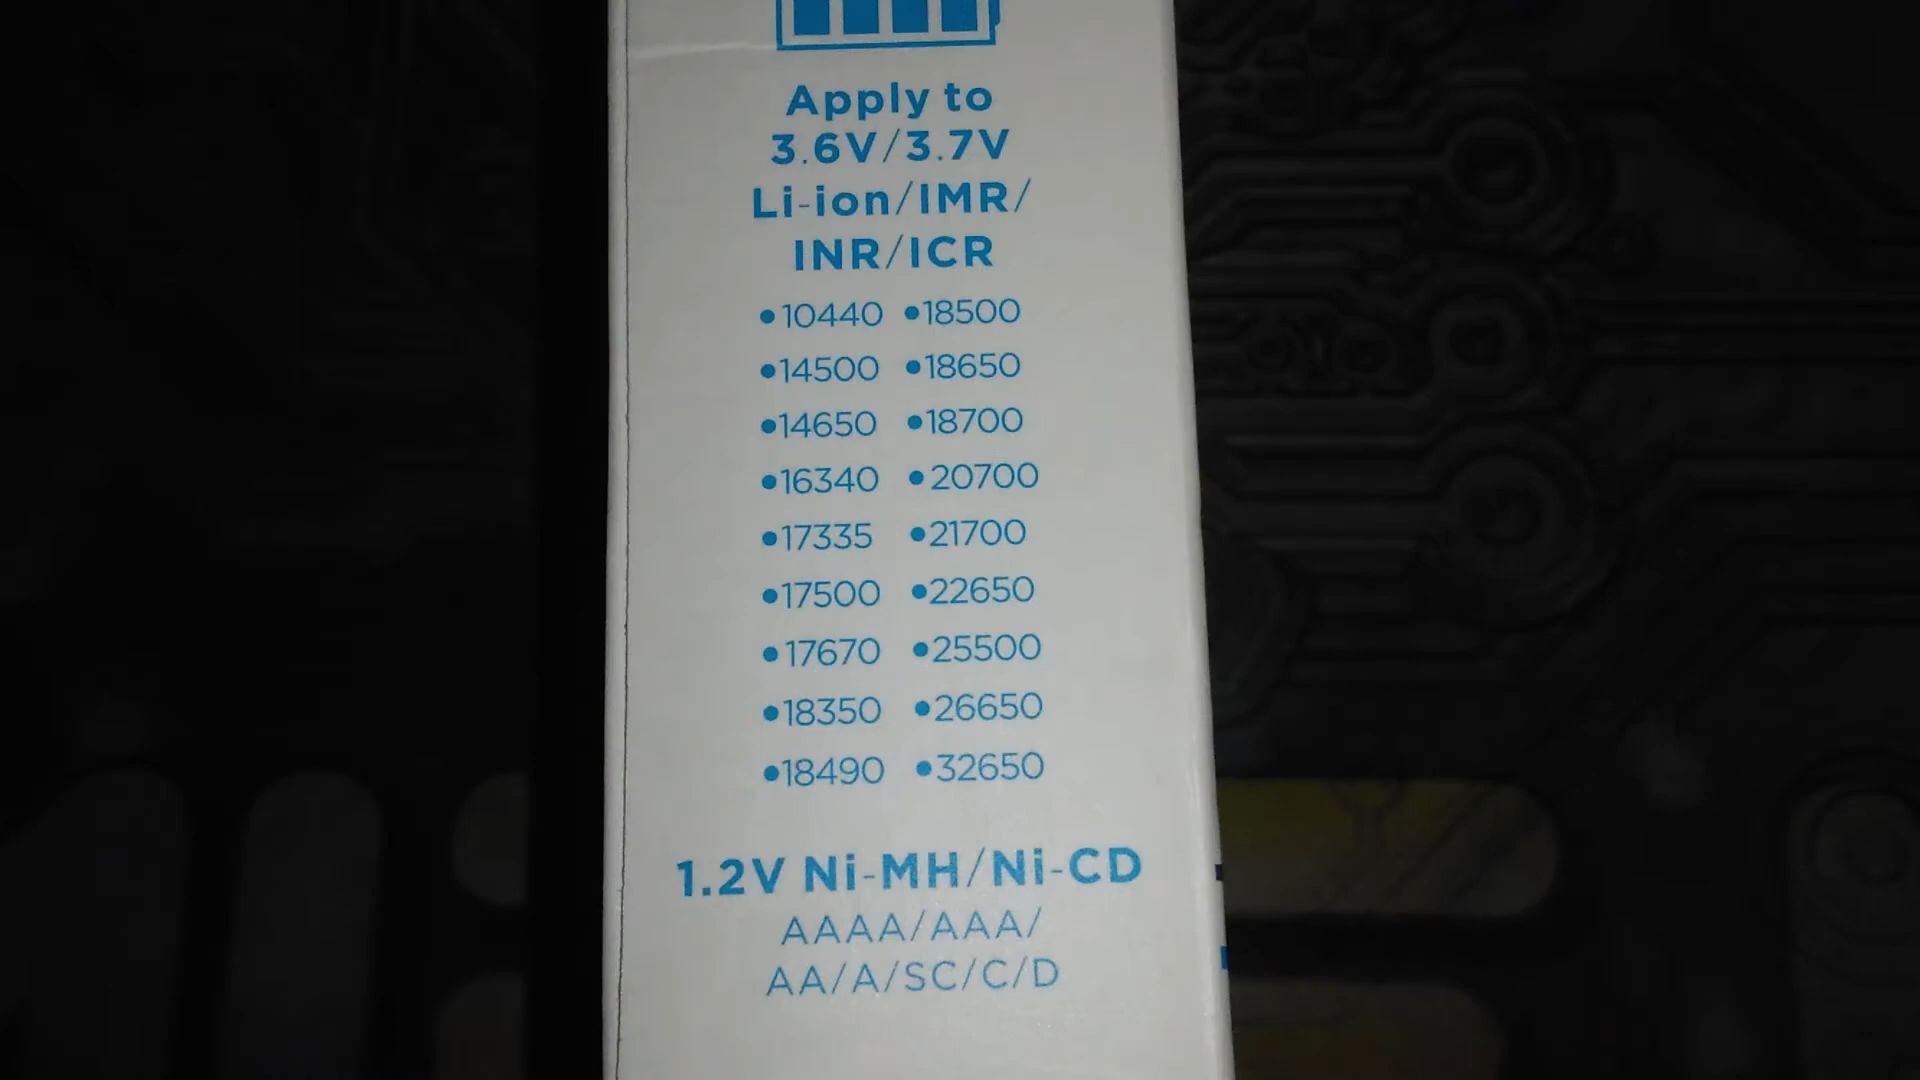 Apply to
3.6V/3.7V
Li-ion/IMR/
INR/ICR
•10440 •18500
•14500 •18650
•14650 •18700
•16340 •20700
•17335 •21700
•17500 •22650
•17670 •25500
•18350 •26650
•18490 •32650
1.2V Ni-MH/Ni-CD
AAAA/AAA/
AA/A/SC/C/D